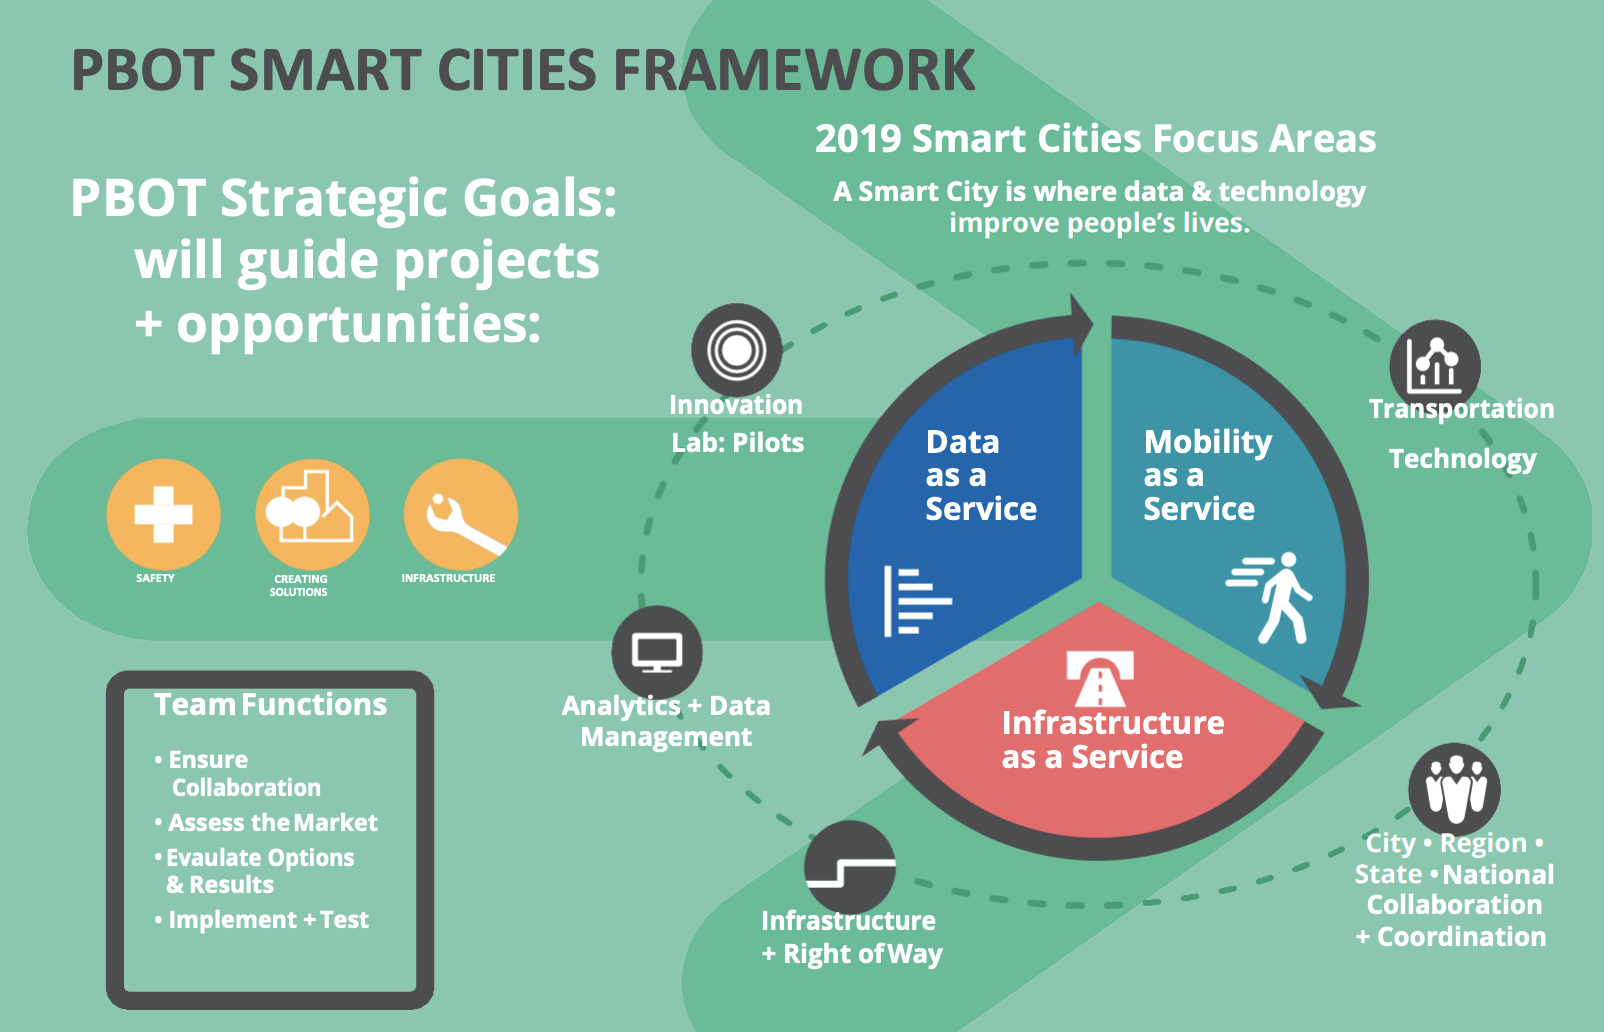 PBOT SMART CITIES FRAMEWORK
2019 Smart Cities Focus Areas
A Smart City is where data & technology
improve people's lives.
PBOT Strategic Goals:
will guide projects
+ opportunities:
SAFETY
CREATING
SOLUTIONS
INFRASTRUCTURE
Team Functions
• Ensure
Collaboration
• Assess the Market
• Evaulate Options
& Results
• Implement + Test
Innovation
Lab: Pilots
Transportation
Technology
Data
as a
Service
Mobility
as a
Service
Infrastructure
as a Service
Analytics + Data
Management
Infrastructure
+ Right of Way
City • Region •
State • National
Collaboration
+ Coordination